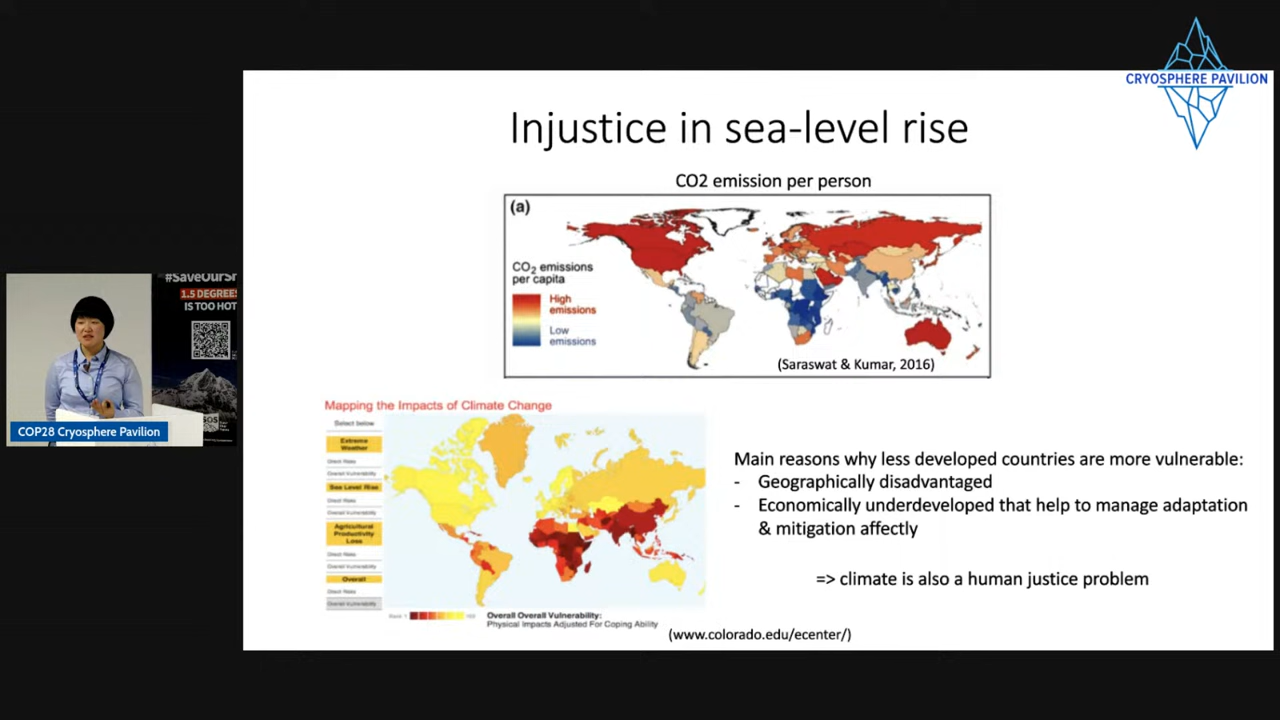 CRYOSPHERE PAVILION
Injustice in sea-level rise
CO2 emission per person
(a)
CO₂ emissions
per capita
High
emissions
Low
emissions
(Saraswat & Kumar, 2016)
#SaveOurS
1.5 DEGREES
IS TOO HOT
SOS
COP28 Cryosphere Pavilion
Mapping the Impacts of Climate Change
Select below
Extreme
Weather
Direct Risks
Overall Vulnerability
Sea Level Rise
Direct Risks
Overall Vulnerability
Agricultural
Productivity
Loss
Direct Risks
Overall Vulnerability
Overall
Direct Risks
Overall Vulnerability
Overall Overall Vulnerability:
Physical Impacts Adjusted For Coping Ability
(www.colorado.edu/ecenter/)
Main reasons why less developed countries are more vulnerable:
- Geographically disadvantaged
- Economically underdeveloped that help to manage adaptation
& mitigation affectly
=> climate is also a human justice problem